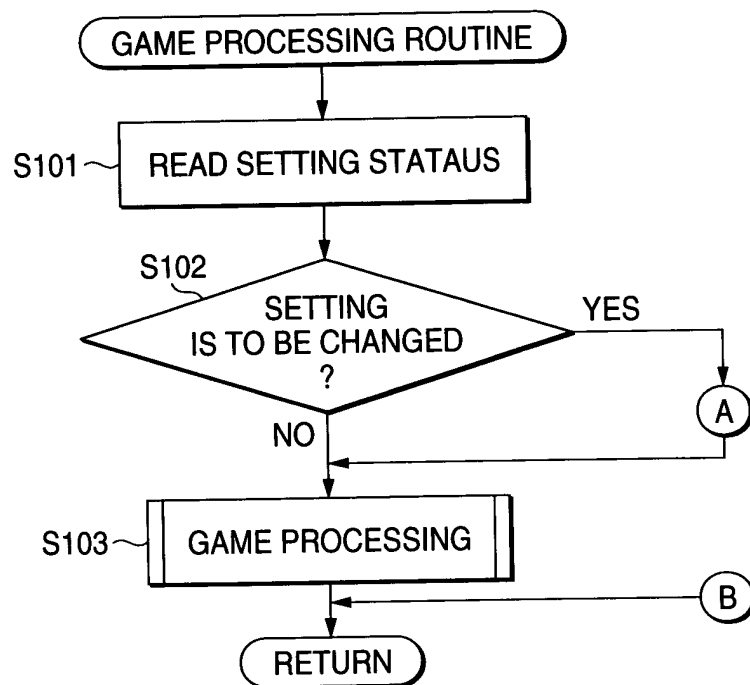 GAME PROCESSING ROUTINE
S101
READ SETTING STATAUS
S102
SETTING
IS TO BE CHANGED
?
YES
A
NO
S103
GAME PROCESSING
B
RETURN